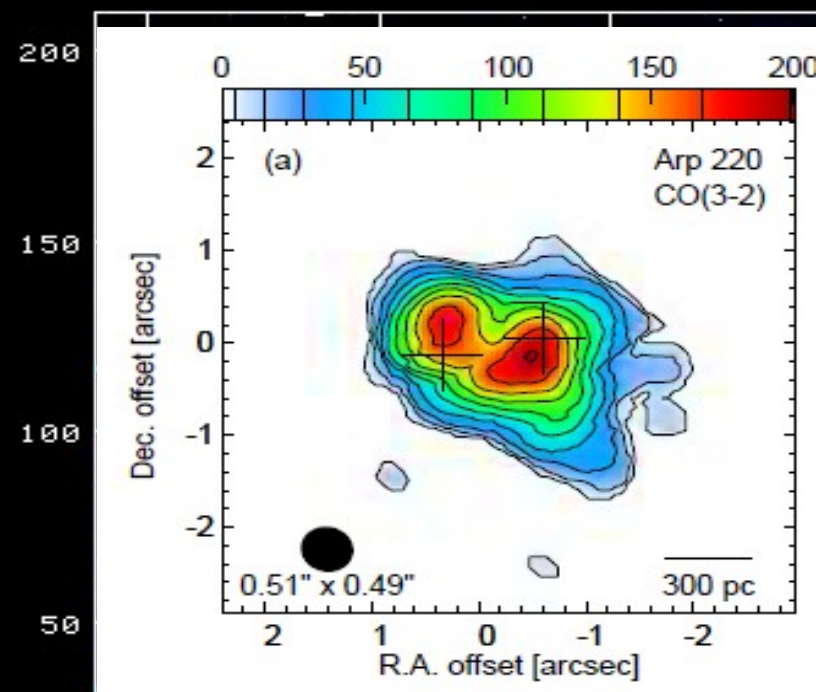 200
0 50 100 150 200
(a) Arp 220
CO(3-2)
2
1
150
0
Dec. offset [arcsec]
100
-1
-2
0.51" x 0.49" 300 pc
50
2 1 0 -1 -2
R.A. offset [arcsec]